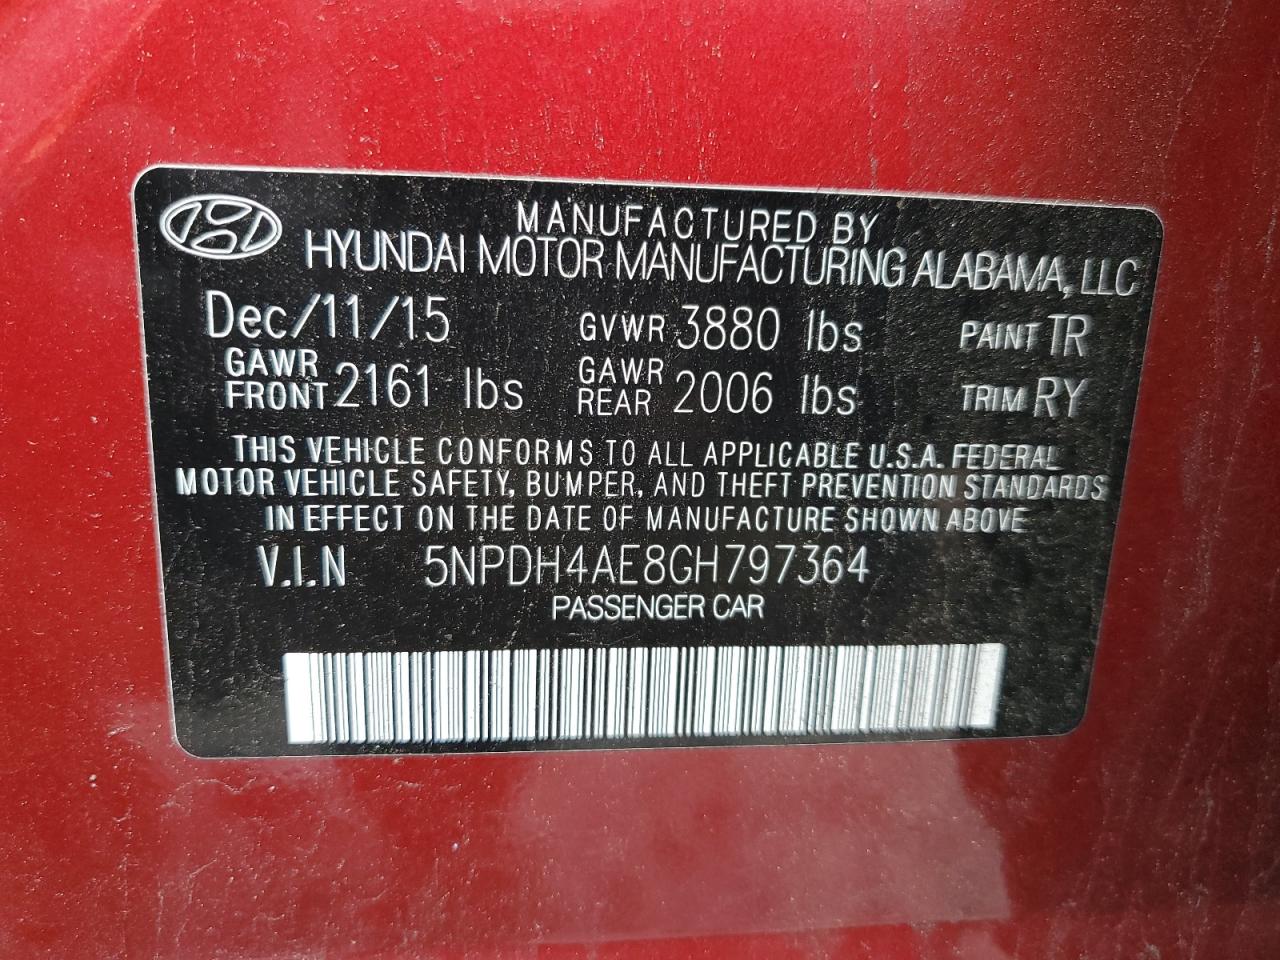 MANUFACTURED BY
HYUNDAI MOTOR MANUFACTURING ALABAMA, LLC
Dec/11/15 GVWR 3880 lbs PAINT TR
GAWR FRONT 2161 lbs GAWR REAR 2006 lbs TRIM RY
THIS VEHICLE CONFORMS TO ALL APPLICABLE U.S.A. FEDERAL
MOTOR VEHICLE SAFETY, BUMPER, AND THEFT PREVENTION STANDARDS
IN EFFECT ON THE DATE OF MANUFACTURE SHOWN ABOVE
V.I.N 5NPDH4AE8GH797364
PASSENGER CAR